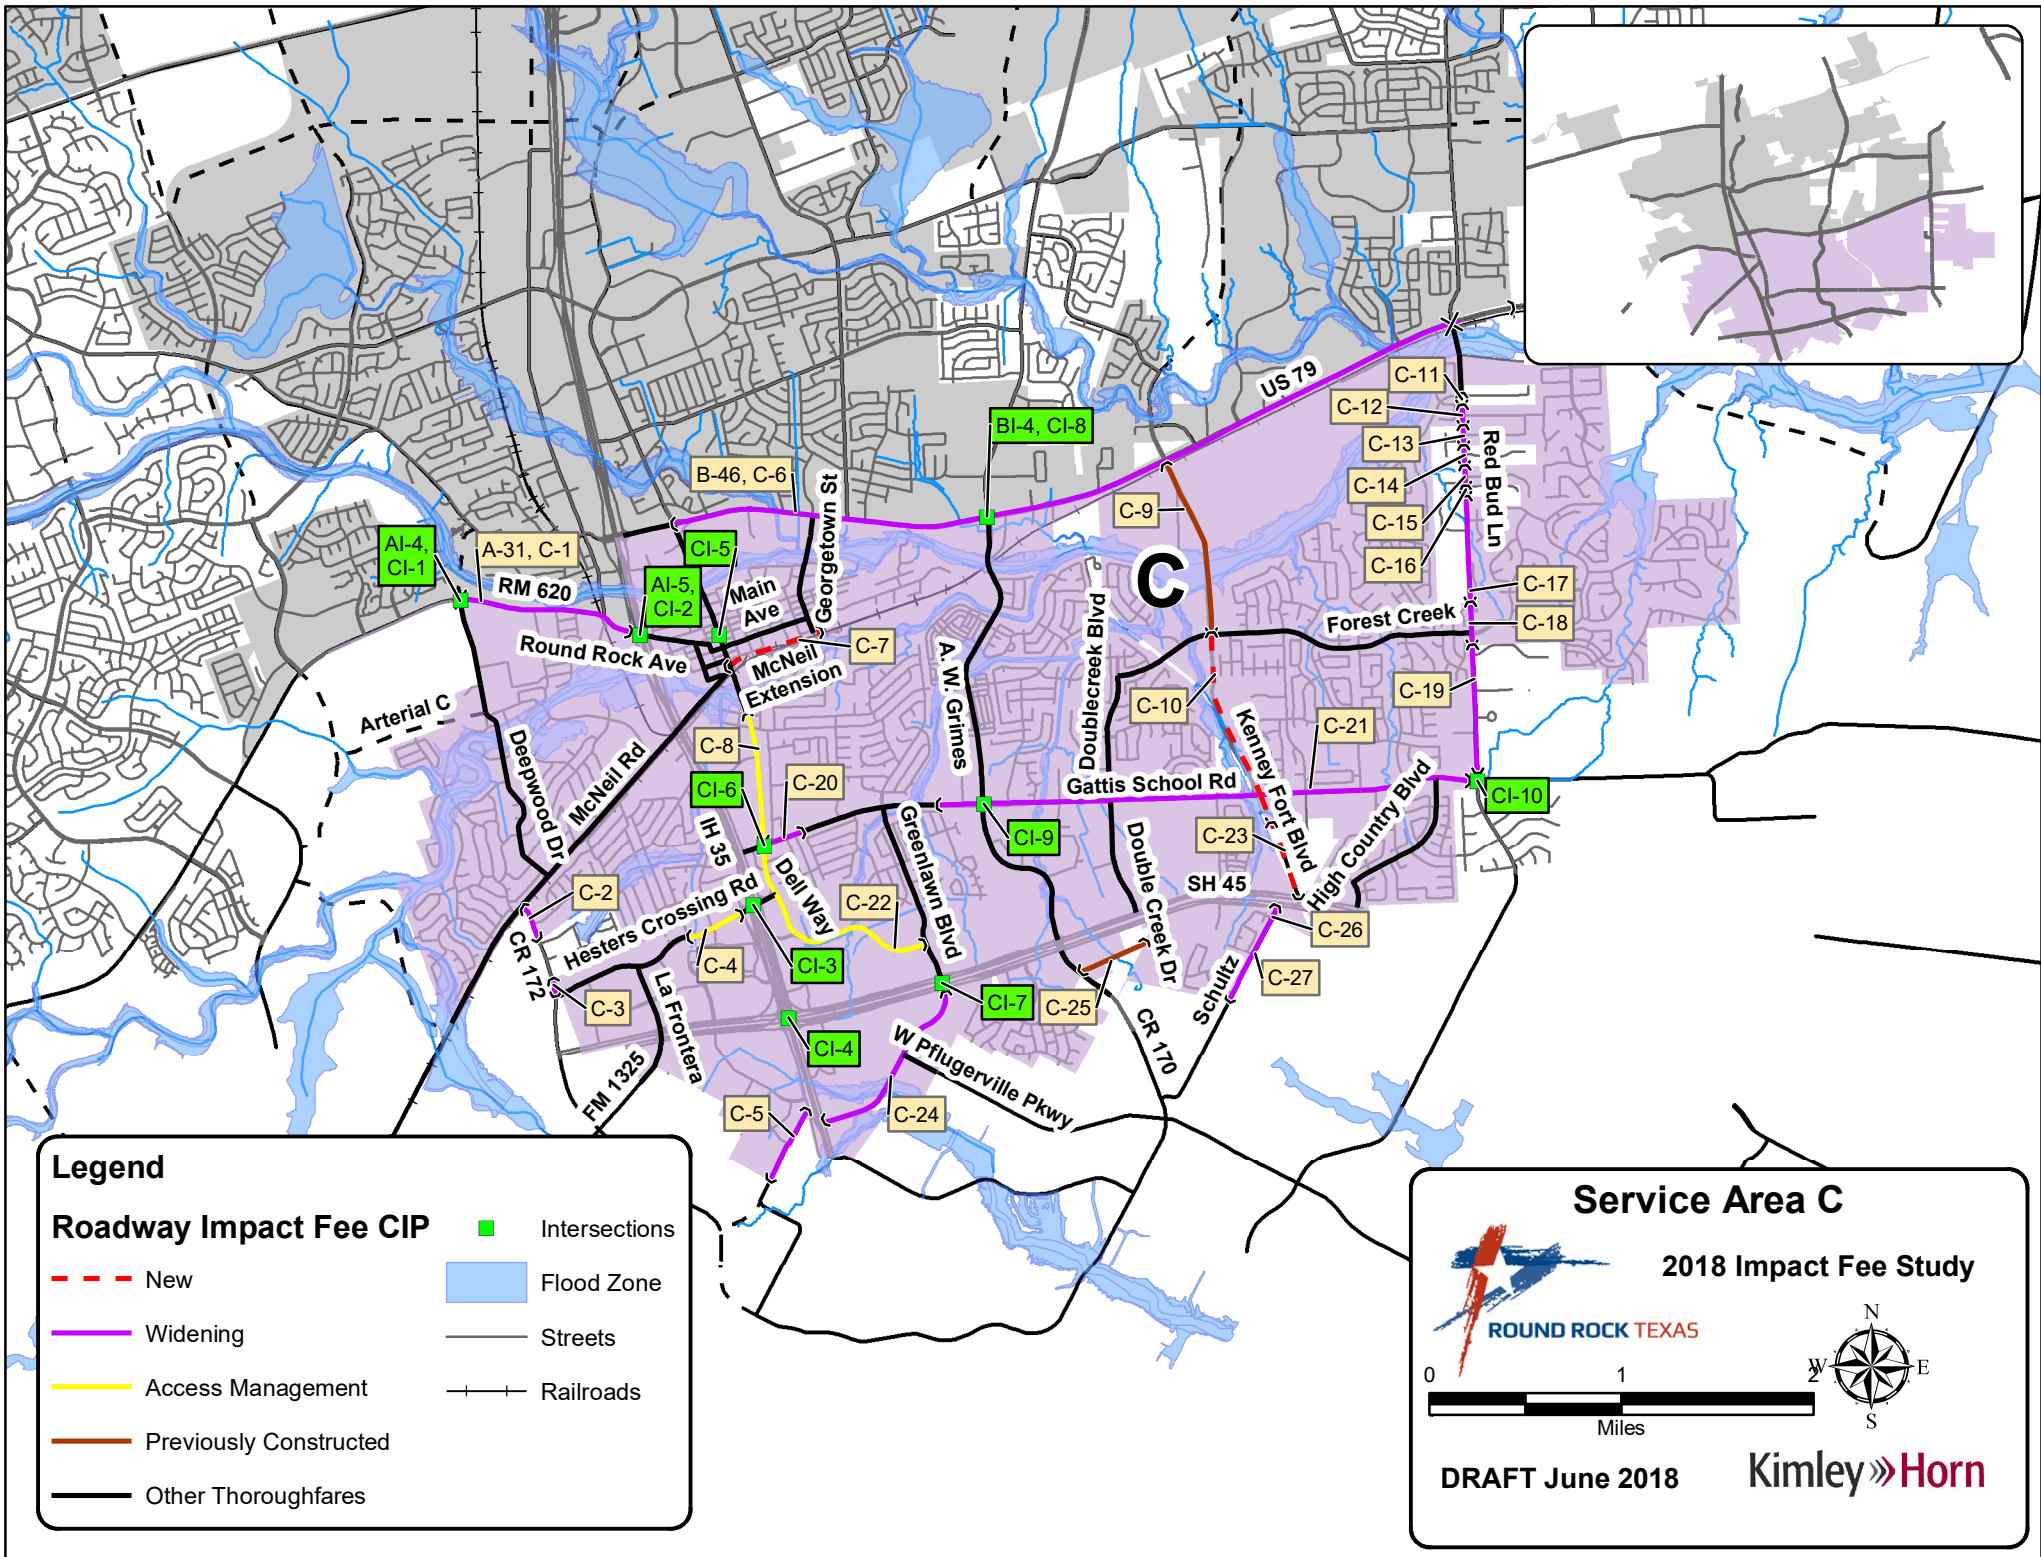 US 79
C-11
C-12
C-13
C-14
C-15
C-16
Red Bud Ln
BI-4, CI-8
B-46, C-6
Georgetown St
C-9
C
AI-4,
CI-1
A-31, C-1
RM 620
CI-5
AI-5,
CI-2
Main
Ave
Round Rock Ave
McNeil
Extension
C-7
C-17
C-18
Forest Creek
C-19
Arterial C
Deepwood Dr
McNeil Rd
C-8
CI-6
C-20
A. W. Grimes
Doublecreek Blvd
C-10
Kenney Fort Blvd
C-21
Gattis School Rd
High Country Blvd
CI-10
IH 35
Dell Way
Greenlawn Blvd
CI-9
Double Creek Dr
C-23
SH 45
C-2
CR 172
Hesters Crossing Rd
C-22
C-4
CI-3
C-3
La Frontera
CI-7
C-25
C-26
C-27
Schultz
CI-4
FM 1325
W Pflugerville Pkwy
CR 170
C-5
C-24
Legend
Roadway Impact Fee CIP
New
Widening
Access Management
Previously Constructed
Other Thoroughfares
Intersections
Flood Zone
Streets
Railroads
Service Area C
2018 Impact Fee Study
ROUND ROCK TEXAS
N
W
E
S
0 1 2
Miles
DRAFT June 2018
Kimley»Horn